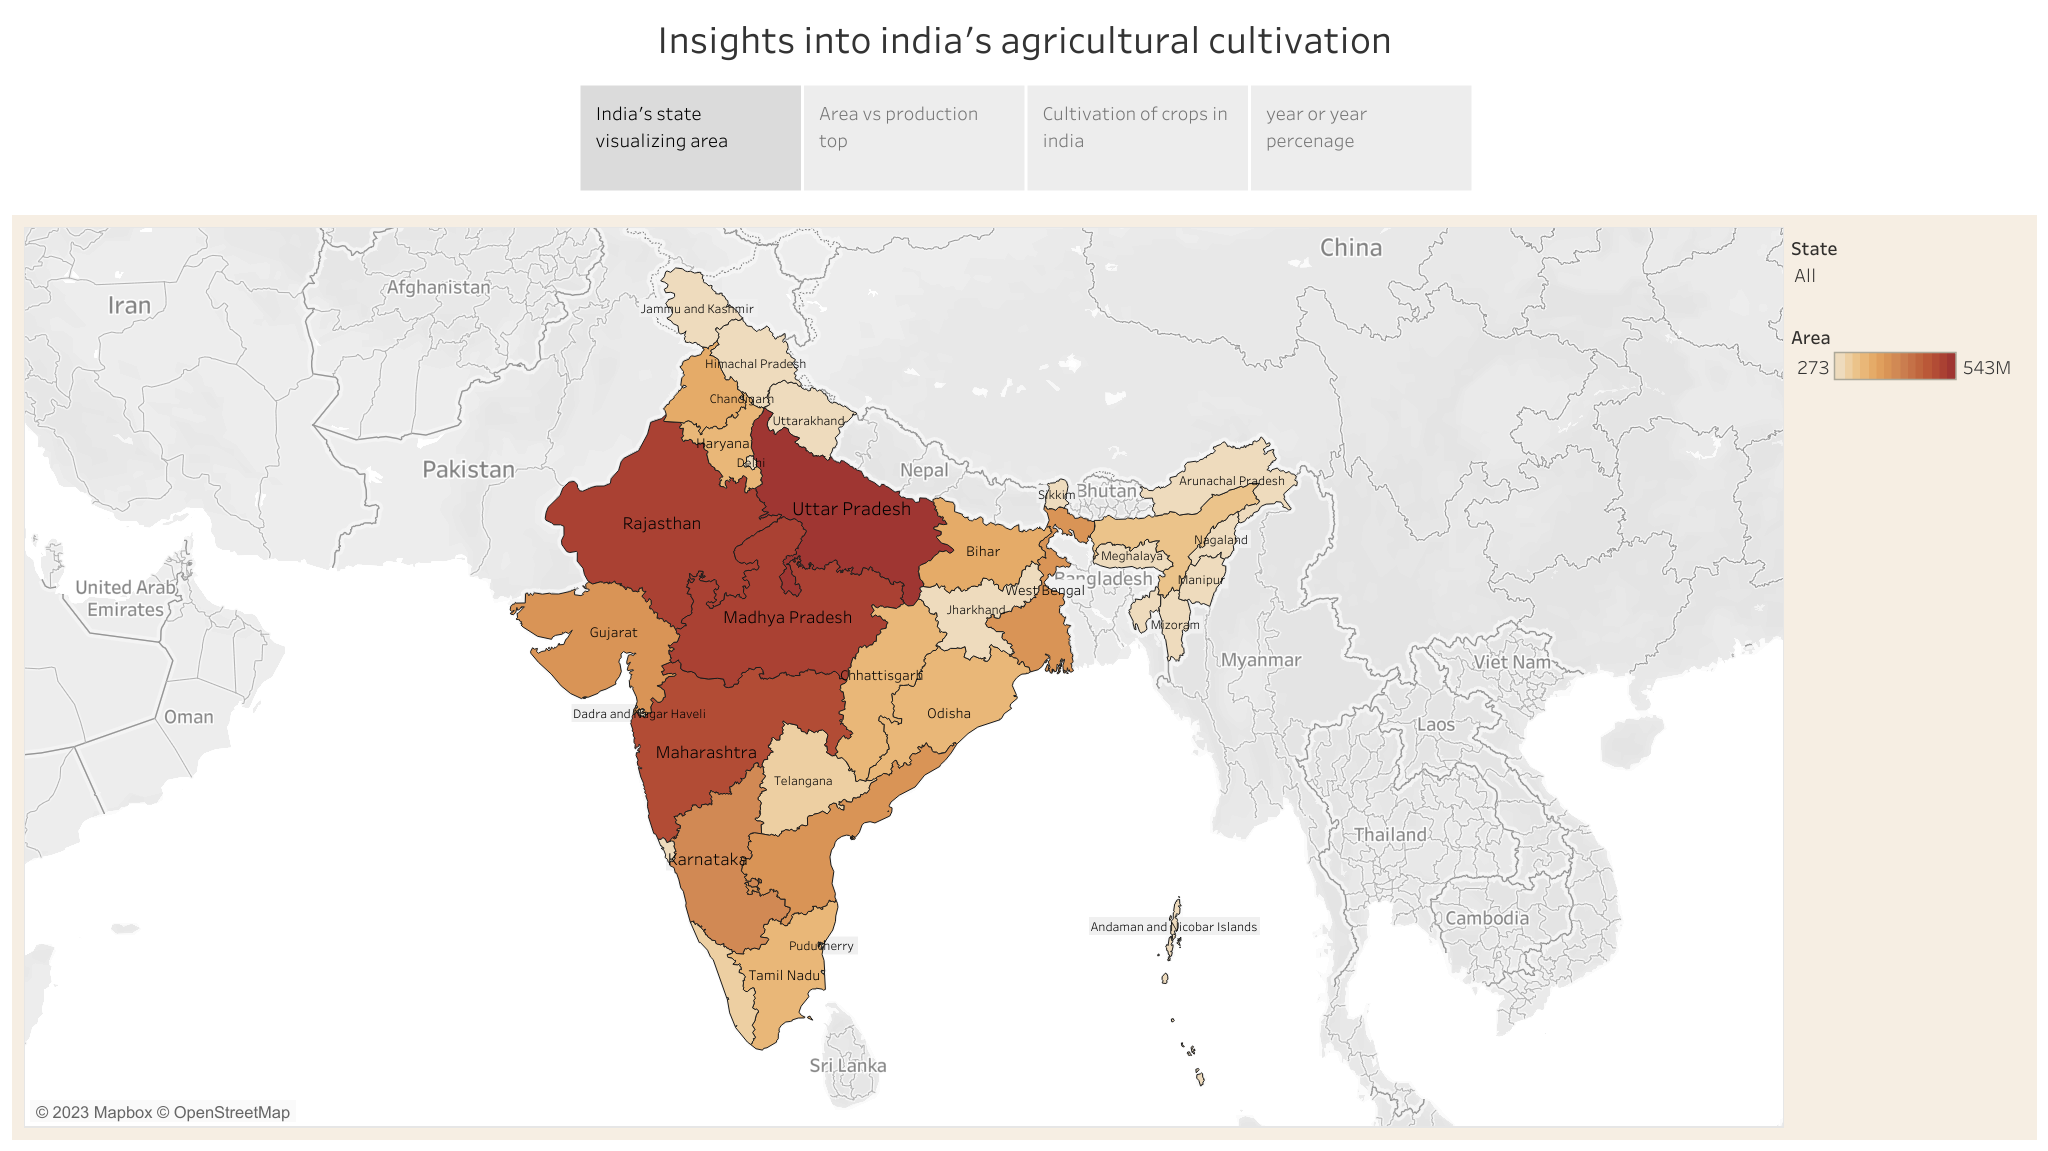 Insights into india's agricultural cultivation
India's state
visualizing area
Area vs production
top
Cultivation of crops in
india
year or year
percenage
State
All
Area
273
543M
China
Iran
Afghanistan
Jammu and Kashmir
Himachal Pradesh
Chandigarh
Uttarakhand
Haryana
Delhi
Pakistan
Nepal
Sikkim
Bhutan
Arunachal Pradesh
Uttar Pradesh
Rajasthan
Bihar
Nagaland
Meghalaya
Bangladesh
Manipur
United Arab
Emirates
West Bengal
Jharkhand
Madhya Pradesh
Mizoram
Gujarat
Myanmar
Viet Nam
Chhattisgarh
Dadra and Nagar Haveli
Odisha
Oman
Laos
Maharashtra
Telangana
Thailand
Karnataka
Cambodia
Andaman and Nicobar Islands
Puducherry
Tamil Nadu
Sri Lanka
© 2023 Mapbox © OpenStreetMap